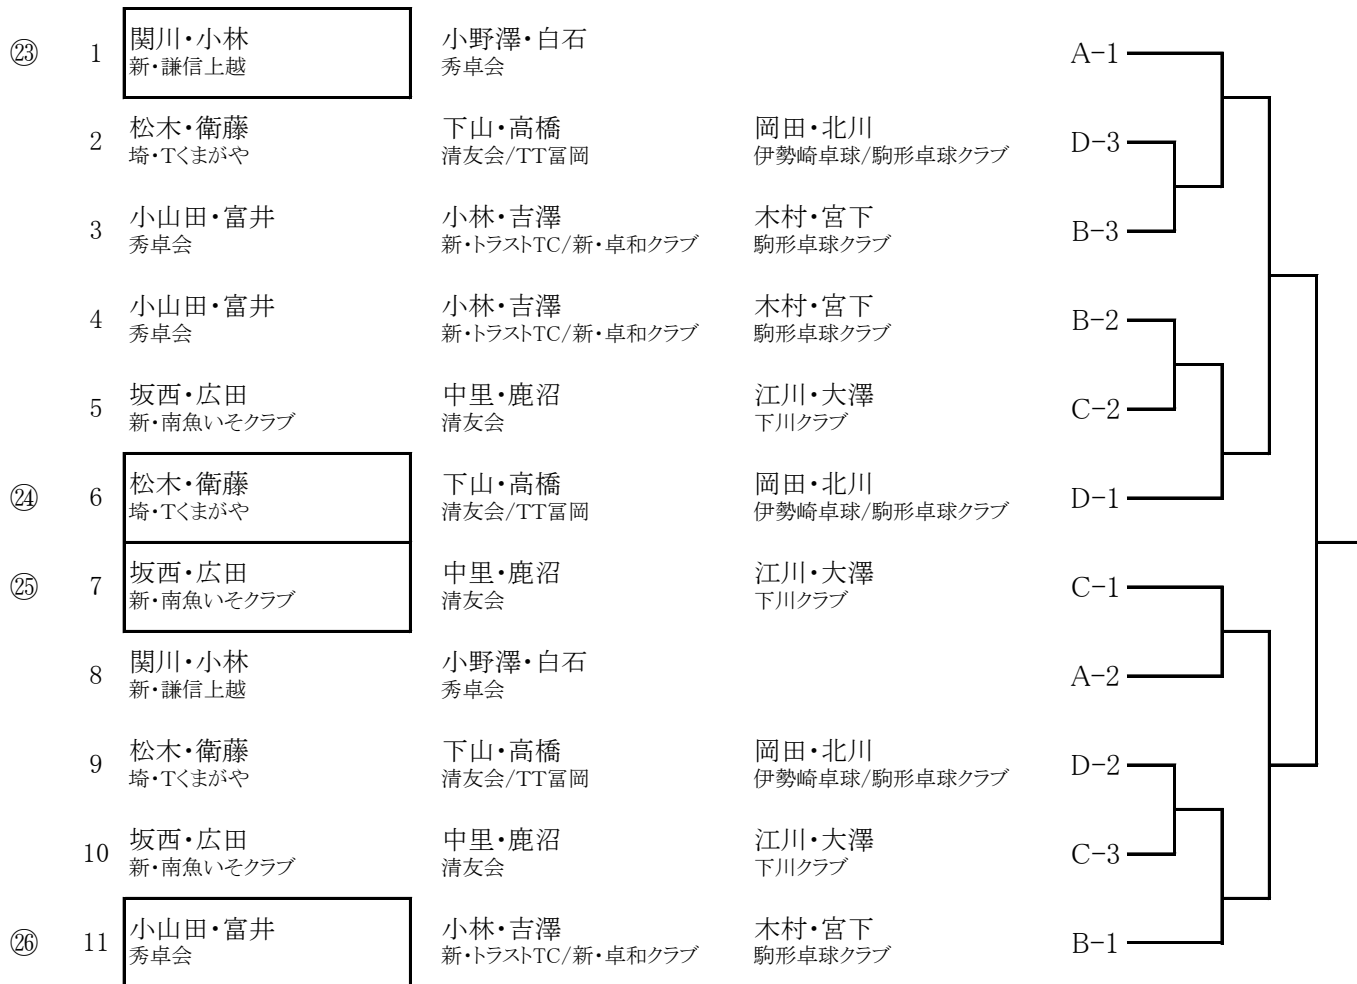 ㉓ 1 関川・小林 小野澤・白石 A-1
新・謙信上越 秀卓会
2 松木・衛藤 下山・高橋 岡田・北川 D-3
埼・Tくまがや 清友会/TT冨岡 伊勢崎卓球/駒形卓球クラブ
3 小山田・富井 小林・吉澤 木村・宮下 B-3
秀卓会 新・トラストTC/新・卓和クラブ 駒形卓球クラブ
4 小山田・富井 小林・吉澤 木村・宮下 B-2
秀卓会 新・トラストTC/新・卓和クラブ 駒形卓球クラブ
5 坂西・広田 中里・鹿沼 江川・大澤 C-2
新・南魚いそクラブ 清友会 下川クラブ
㉔ 6 松木・衛藤 下山・高橋 岡田・北川 D-1
埼・Tくまがや 清友会/TT冨岡 伊勢崎卓球/駒形卓球クラブ
㉕ 7 坂西・広田 中里・鹿沼 江川・大澤 C-1
新・南魚いそクラブ 清友会 下川クラブ
8 関川・小林 小野澤・白石 A-2
新・謙信上越 秀卓会
9 松木・衛藤 下山・高橋 岡田・北川 D-2
埼・Tくまがや 清友会/TT冨岡 伊勢崎卓球/駒形卓球クラブ
10 坂西・広田 中里・鹿沼 江川・大澤 C-3
新・南魚いそクラブ 清友会 下川クラブ
㉖ 11 小山田・富井 小林・吉澤 木村・宮下 B-1
秀卓会 新・トラストTC/新・卓和クラブ 駒形卓球クラブ